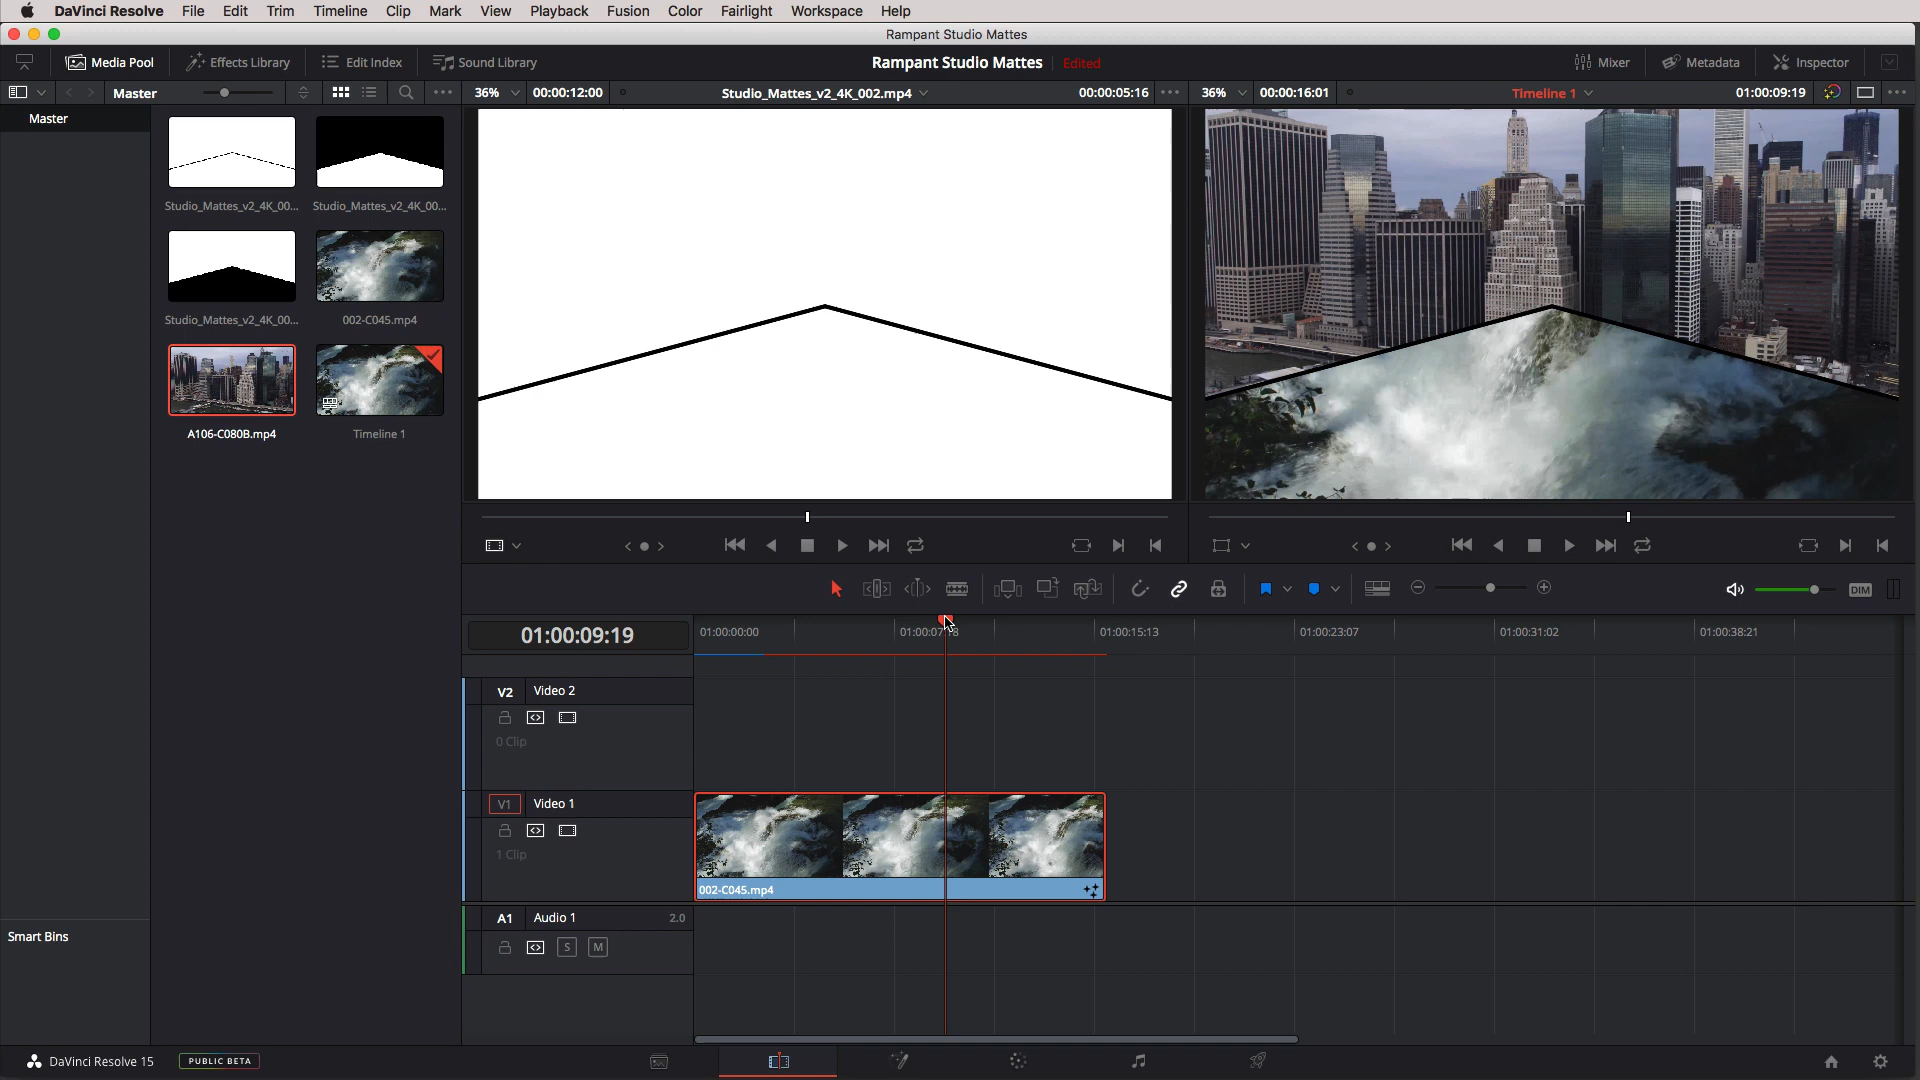 DaVinci Resolve File Edit Trim Timeline Clip Mark View Playback Fusion Color Fairlight Workspace Help
Rampant Studio Mattes
Media Pool Effects Library Edit Index Sound Library Rampant Studio Mattes Edited Mixer Metadata Inspector
Master 36% 00:00:12:00 Studio_Mattes_v2_4K_002.mp4 00:00:05:16 36% 00:00:16:01 Timeline 1 01:00:09:19
Master
Studio_Mattes_v2_4K_00... Studio_Mattes_v2_4K_00...
Studio_Mattes_v2_4K_00... 002-C045.mp4
A106-C080B.mp4 Timeline 1
DIM
01:00:09:19 01:00:00:00 01:00:15:13 01:00:23:07 01:00:31:02 01:00:38:21
V2 Video 2
0 Clip
V1 Video 1
1 Clip
002-C045.mp4
A1 Audio 1 2.0
S M
Smart Bins
DaVinci Resolve 15 PUBLIC BETA